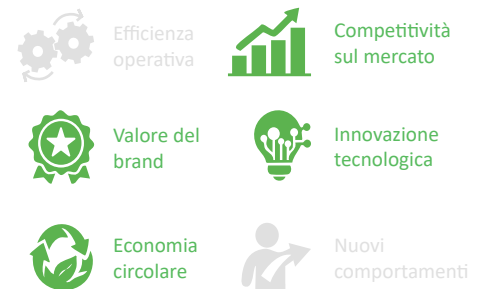 Efficienza
operativa
Competitività
sul mercato
Valore del
brand
Innovazione
tecnologica
Economia
circolare
Nuovi
comportamenti